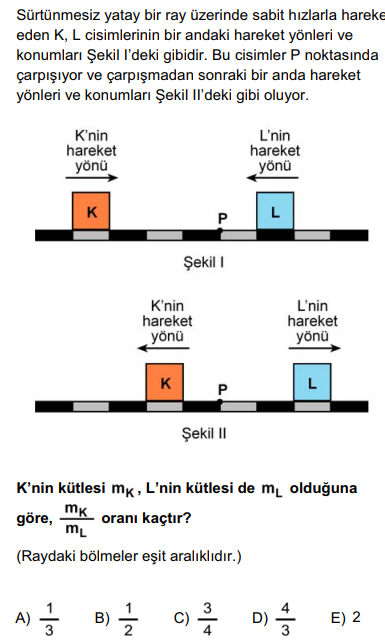 Sürtünmesiz yatay bir ray üzerinde sabit hızlarla hareke
eden K, L cisimlerinin bir andaki hareket yönleri ve
konumları Şekil I'deki gibidir. Bu cisimler P noktasında
çarpışıyor ve çarpışmadan sonraki bir anda hareket
yönleri ve konumları Şekil II'deki gibi oluyor.
K'nin hareket yönü
L'nin hareket yönü
K
P
L
Şekil I
K'nin hareket yönü
L'nin hareket yönü
K
P
L
Şekil II
K'nin kütlesi mK, L'nin kütlesi de mL olduğuna
göre, mK/mL oranı kaçtır?
(Raydaki bölmeler eşit aralıklıdır.)
A) 1/3 B) 1/2 C) 3/4 D) 4/3 E) 2